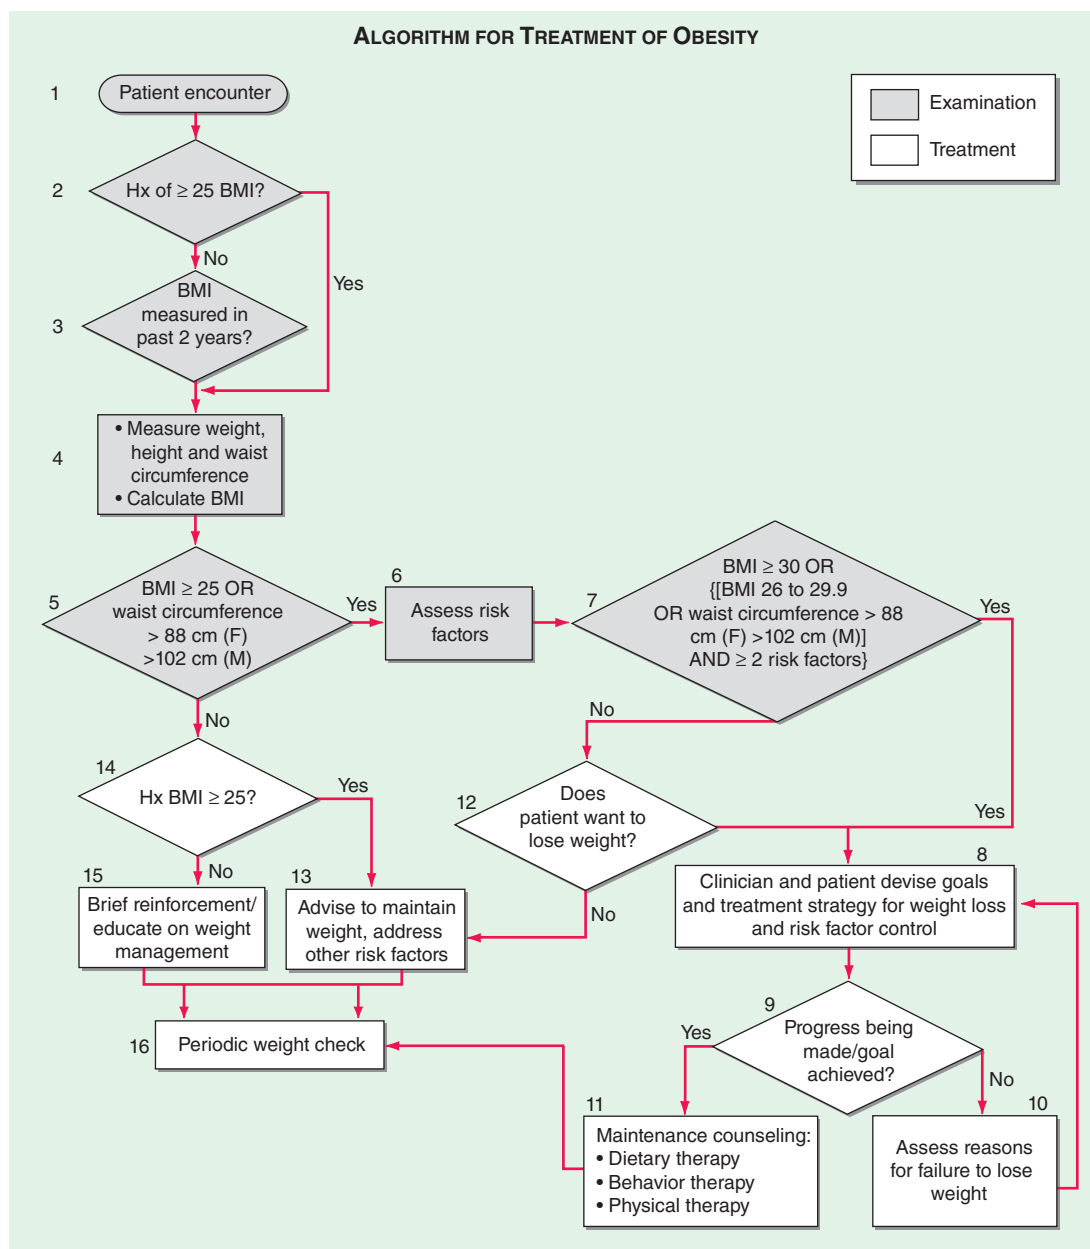 ALGORITHM FOR TREATMENT OF OBESITY
Examination
Treatment
1
Patient encounter
2
Hx of ≥ 25 BMI?
No
Yes
3
BMI
measured in
past 2 years?
4
• Measure weight,
height and waist
circumference
• Calculate BMI
5
BMI ≥ 25 OR
waist circumference
> 88 cm (F)
>102 cm (M)
Yes
No
6
Assess risk
factors
7
BMI ≥ 30 OR
{[BMI 26 to 29.9
OR waist circumference > 88
cm (F) >102 cm (M)]
AND ≥ 2 risk factors}
Yes
No
14
Hx BMI ≥ 25?
Yes
No
12
Does
patient want to
lose weight?
Yes
No
15
Brief reinforcement/
educate on weight
management
13
Advise to maintain
weight, address
other risk factors
8
Clinician and patient devise goals
and treatment strategy for weight loss
and risk factor control
16
Periodic weight check
9
Progress being
made/goal
achieved?
Yes
No
11
Maintenance counseling:
• Dietary therapy
• Behavior therapy
• Physical therapy
10
Assess reasons
for failure to lose
weight